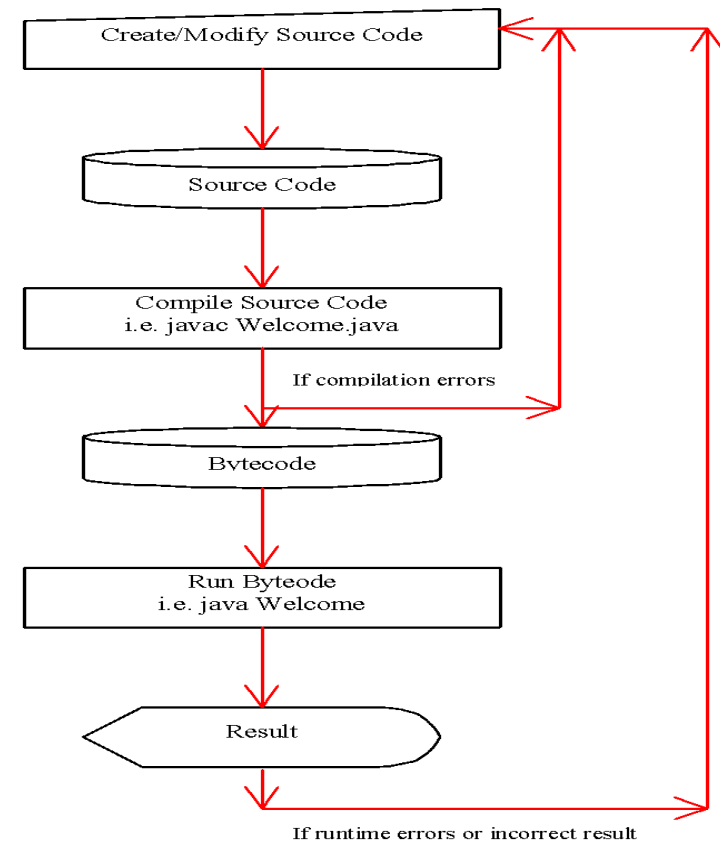 Create/Modify Source Code
Source Code
Compile Source Code
i.e. javac Welcome.java
If compilation errors
Bytecode
Run Byteode
i.e. java Welcome
Result
If runtime errors or incorrect result